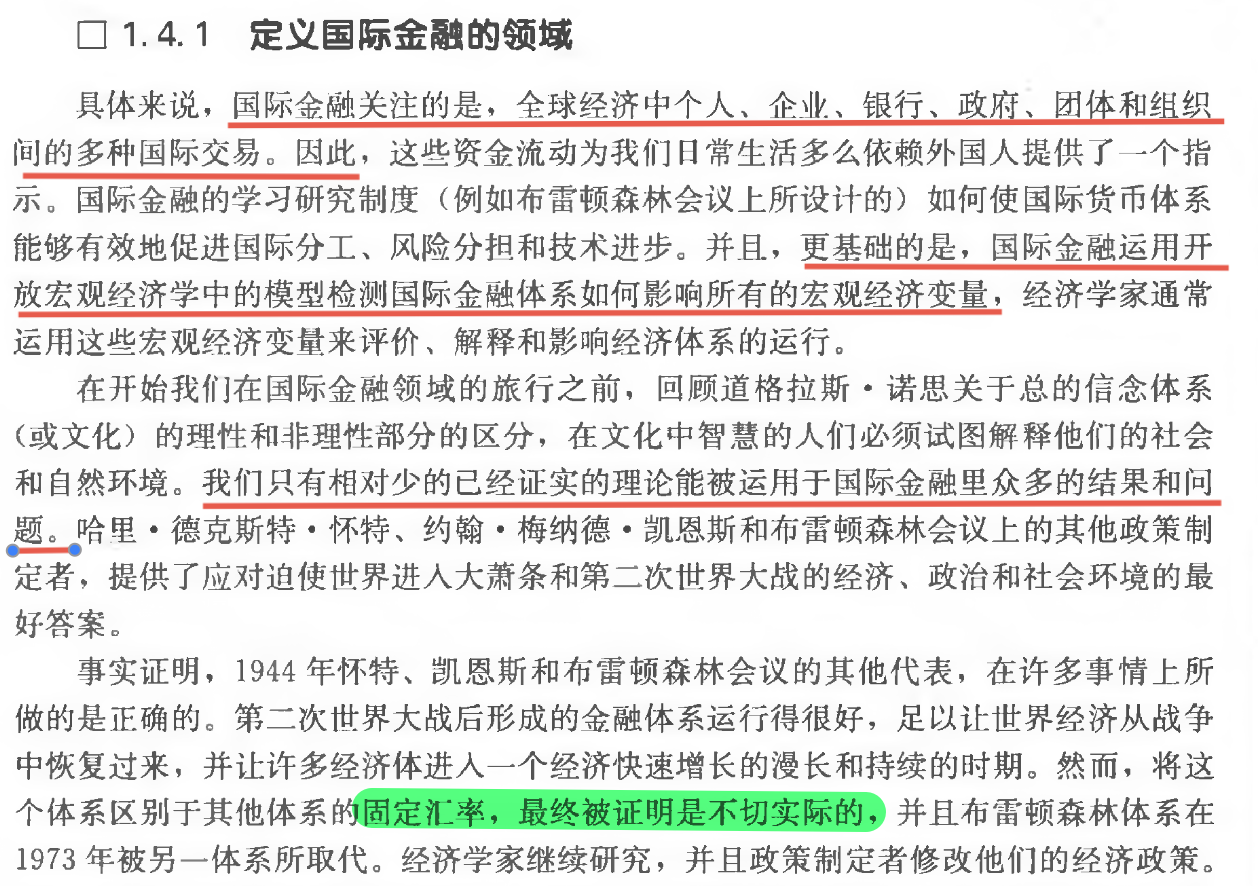 □ 1.4.1 定义国际金融的领域
具体来说，国际金融关注的是，全球经济中个人、企业、银行、政府、团体和组织
间的多种国际交易。因此，这些资金流动为我们日常生活多么依赖外国人提供了一个指
示。国际金融的学习研究制度（例如布雷顿森林会议上所设计的）如何使国际货币体系
能够有效地促进国际分工、风险分担和技术进步。并且，更基础的是，国际金融运用开
放宏观经济学中的模型检测国际金融体系如何影响所有的宏观经济变量，经济学家通常
运用这些宏观经济变量来评价、解释和影响经济体系的运行。
在开始我们在国际金融领域的旅行之前，回顾道格拉斯·诺思关于总的信念体系
（或文化）的理性和非理性部分的区分，在文化中智慧的人们必须试图解释他们的社会
和自然环境。我们只有相对少的已经证实的理论能被运用于国际金融里众多的结果和问
题。哈里·德克斯特·怀特、约翰·梅纳德·凯恩斯和布雷顿森林会议上的其他政策制
定者，提供了应对迫使世界进入大萧条和第二次世界大战的经济、政治和社会环境的最
好答案。
事实证明，1944 年怀特、凯恩斯和布雷顿森林会议的其他代表，在许多事情上所
做的是正确的。第二次世界大战后形成的金融体系运行得很好，足以让世界经济从战争
中恢复过来，并让许多经济体进入一个经济快速增长的漫长和持续的时期。然而，将这
个体系区别于其他体系的固定汇率，最终被证明是不切实际的，并且布雷顿森林体系在
1973 年被另一体系所取代。经济学家继续研究，并且政策制定者修改他们的经济政策。